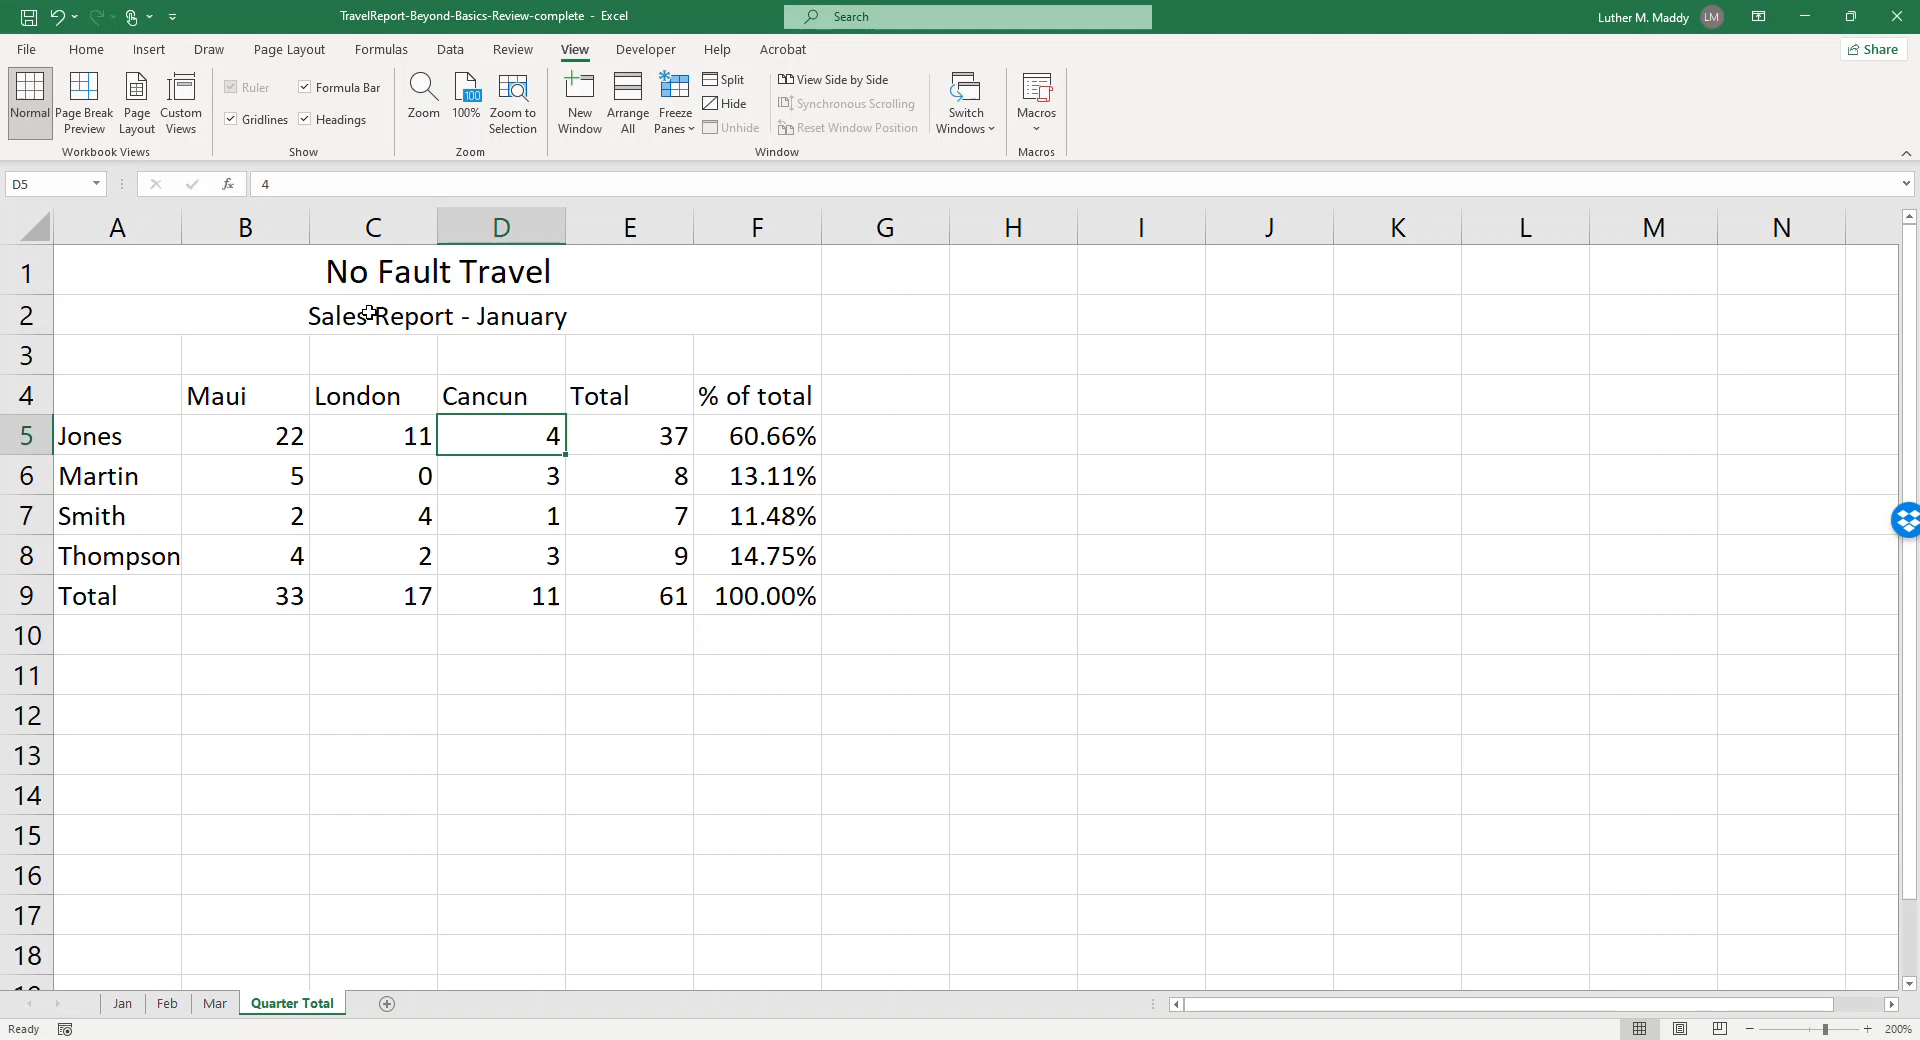 TravelReport-Beyond-Basics-Review-complete - Excel
Search
Luther M. Maddy LM
File Home Insert Draw Page Layout Formulas Data Review View Developer Help Acrobat Share
Normal
Page Break Preview
Page Layout
Custom Views
Workbook Views
Ruler
Formula Bar
Gridlines
Headings
Show
Zoom
100
100%
Zoom to Selection
Zoom
New Window
Arrange All
Freeze Panes
Split
Hide
Unhide
View Side by Side
Synchronous Scrolling
Reset Window Position
Window
Switch Windows
Macros
Macros
D5 fx 4
A B C D E F G H I J K L M N
1 No Fault Travel
2 Sales Report - January
3
4 Maui London Cancun Total % of total
5 Jones 22 11 4 37 60.66%
6 Martin 5 0 3 8 13.11%
7 Smith 2 4 1 7 11.48%
8 Thompson 4 2 3 9 14.75%
9 Total 33 17 11 61 100.00%
10
11
12
13
14
15
16
17
18
Jan Feb Mar Quarter Total
Ready 200%